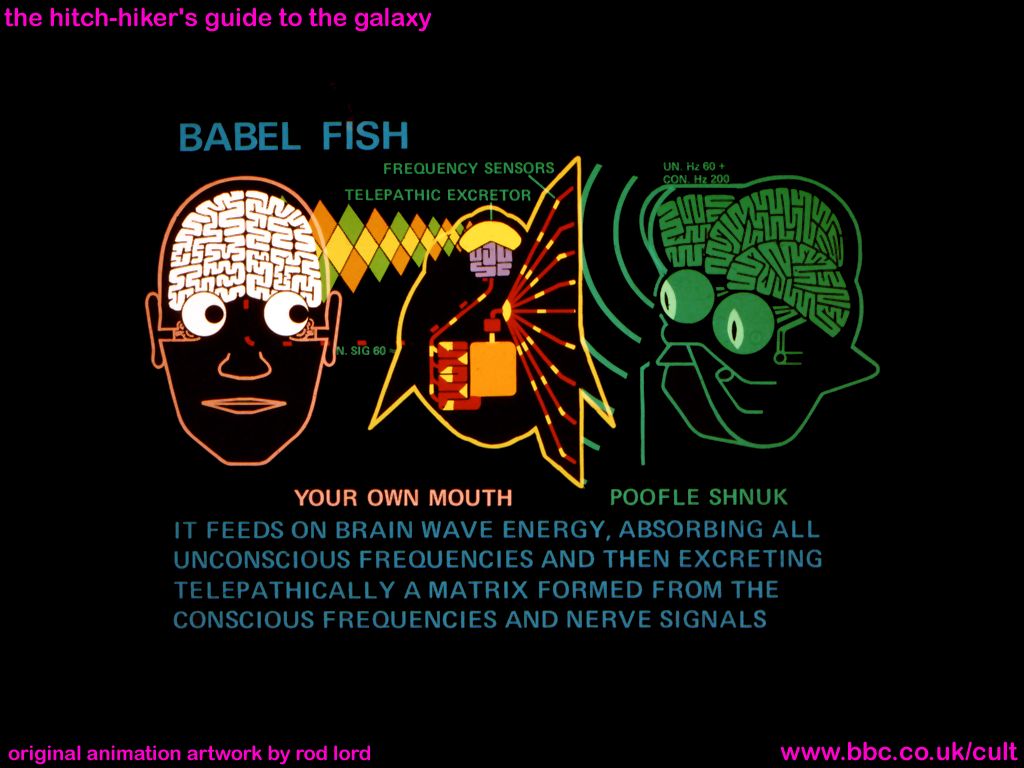 the hitch-hiker's guide to the galaxy
BABEL FISH
FREQUENCY SENSORS
TELEPATHIC EXCRETOR
UN. Hz 60 +
CON. Hz 200
N. SIG 60
YOUR OWN MOUTH
POOFLE SHNUK
IT FEEDS ON BRAIN WAVE ENERGY, ABSORBING ALL
UNCONSCIOUS FREQUENCIES AND THEN EXCRETING
TELEPATHICALLY A MATRIX FORMED FROM THE
CONSCIOUS FREQUENCIES AND NERVE SIGNALS
original animation artwork by rod lord
www.bbc.co.uk/cult